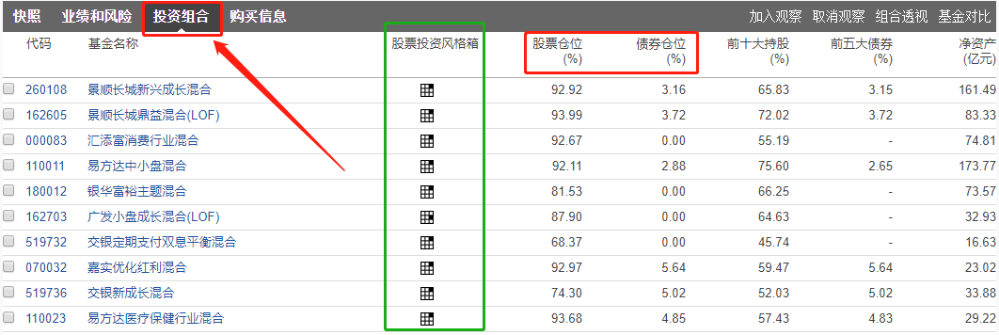 快照 业绩和风险 投资组合 购买信息 加入观察 取消观察 组合透视 基金对比
代码 基金名称 股票投资风格箱 股票仓位 (%) 债券仓位 (%) 前十大持股 (%) 前五大债券 (%) 净资产 (亿元)
260108 景顺长城新兴成长混合 92.92 3.16 65.83 3.15 161.49
162605 景顺长城鼎益混合(LOF) 93.99 3.72 72.02 3.72 83.33
000083 汇添富消费行业混合 92.67 0.00 55.19 - 74.81
110011 易方达中小盘混合 92.11 2.88 75.60 2.65 173.77
180012 银华富裕主题混合 81.53 0.00 66.25 - 73.57
162703 广发小盘成长混合(LOF) 87.90 0.00 64.63 - 32.93
519732 交银定期支付双息平衡混合 68.37 0.00 45.74 - 16.63
070032 嘉实优化红利混合 92.97 5.64 59.47 5.64 23.02
519736 交银新成长混合 74.30 5.02 52.03 5.02 33.88
110023 易方达医疗保健行业混合 93.68 4.85 57.43 4.83 29.22